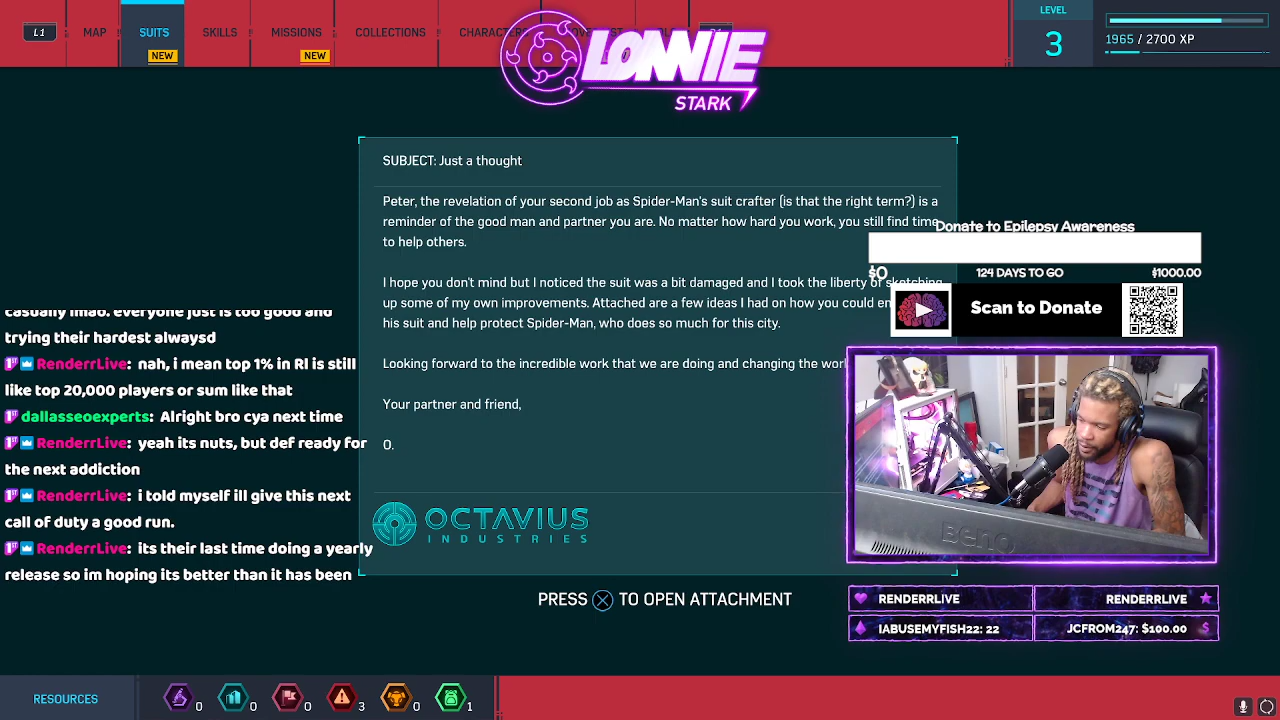 L1
MAP
SUITS
NEW
SKILLS
MISSIONS
NEW
COLLECTIONS
LONNIE
STARK
LEVEL
3
1965 / 2700 XP
SUBJECT: Just a thought
Peter, the revelation of your second job as Spider-Man's suit crafter (is that the right term?) is a
reminder of the good man and partner you are. No matter how hard you work, you still find time
to help others.
I hope you don't mind but I noticed the suit was a bit damaged and I took the liberty of sketching
up some of my own improvements. Attached are a few ideas I had on how you could
his suit and help protect Spider-Man, who does so much for this city.
Looking forward to the incredible work that we are doing and changing the
Your partner and friend,
O.
OCTAVIUS
INDUSTRIES
PRESS TO OPEN ATTACHMENT
Donate to Epilepsy Awareness
$0 124 DAYS TO GO $1000.00
Scan to Donate
BenQ
RENDERRLIVE
RENDERRLIVE
IABUSEMYFISH22: 22
JCFROM247: $100.00
casually lmao. everyone just is too good and
trying their hardest alwaysd
RenderrLive: nah, i mean top 1% in RI is still
like top 20,000 players or sum like that
dallasseoexperts: Alright bro cya next time
RenderrLive: yeah its nuts, but def ready for
the next addiction
RenderrLive: i told myself ill give this next
call of duty a good run.
RenderrLive: its their last time doing a yearly
release so im hoping its better than it has been
RESOURCES
0
0
0
3
0
1